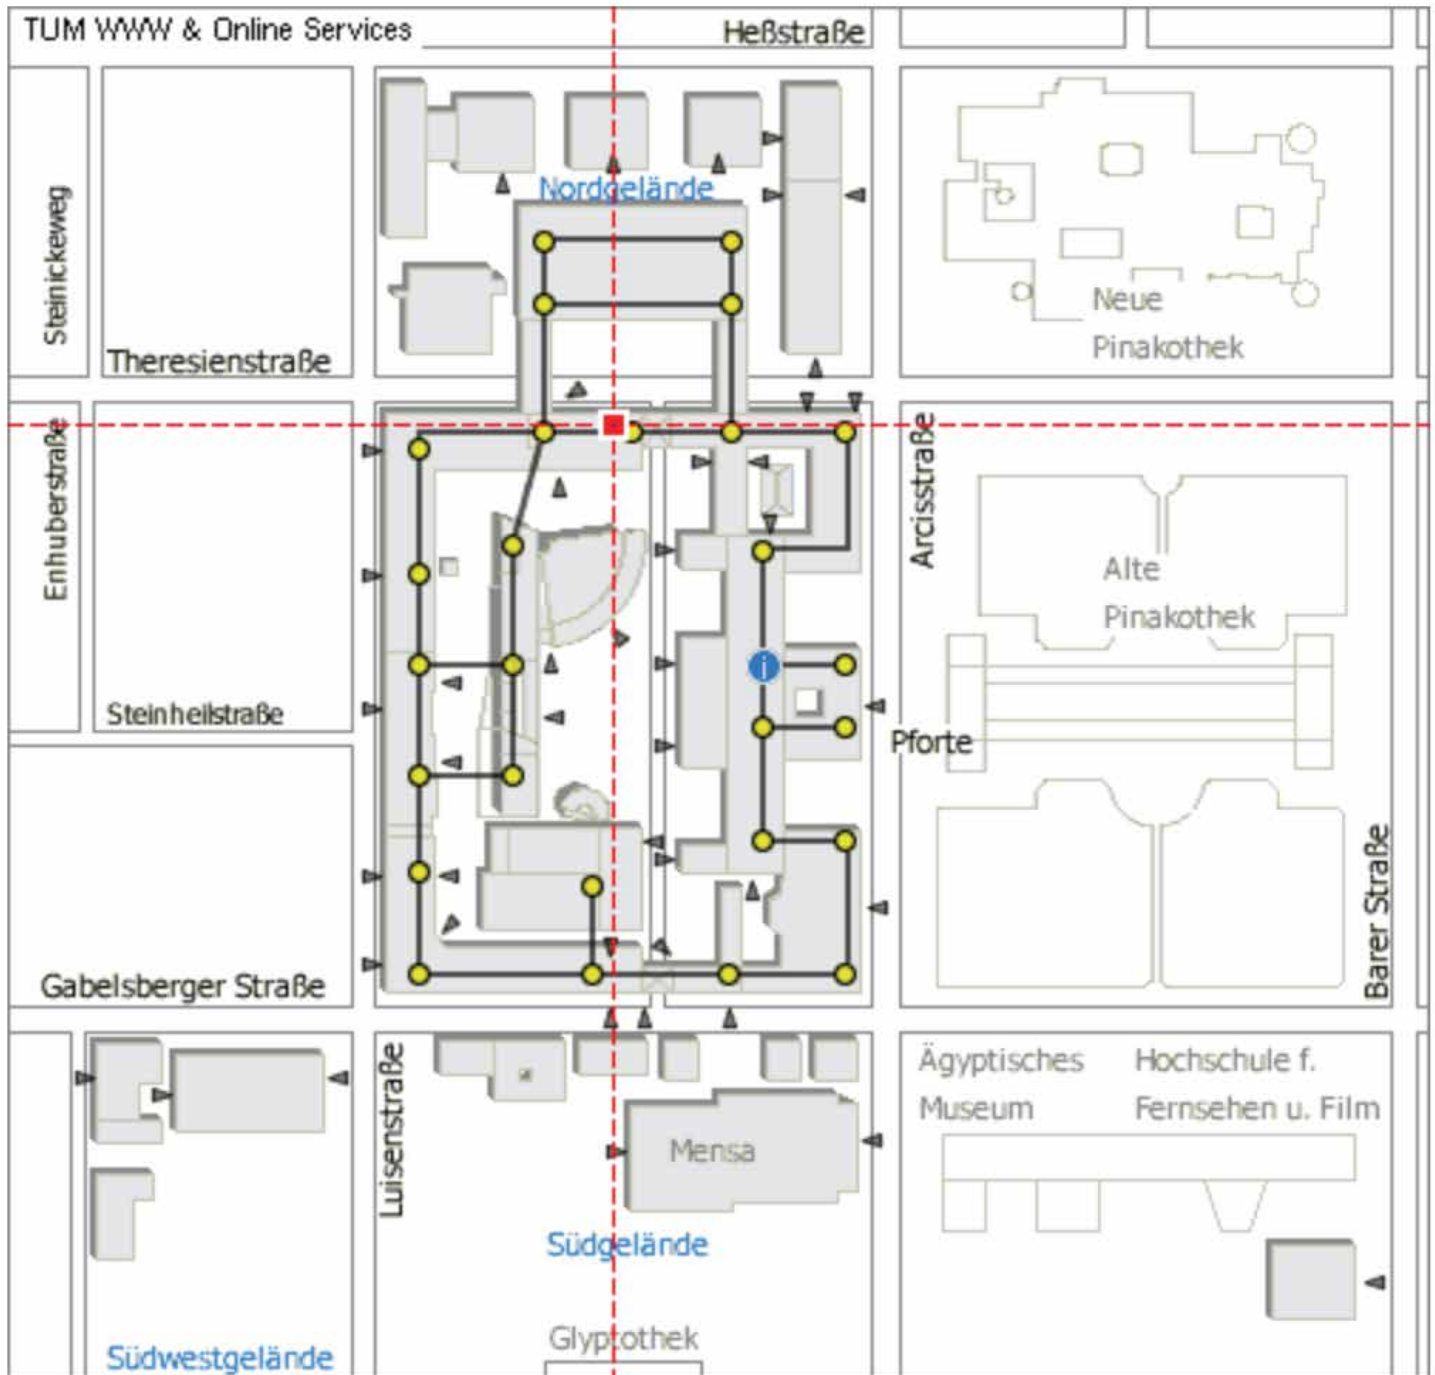 TUM WWW & Online Services
Heßstraße
Nordgelände
Steinickeweg
Theresienstraße
Neue
Pinakothek
Enhuberstraße
Arcisstraße
Alte
Pinakothek
i
Steinheilstraße
Pforte
Barer Straße
Gabelsberger Straße
Luisenstraße
Ägyptisches
Museum
Hochschule f.
Fernsehen u. Film
Mensa
Südgelände
Glyptothek
Südwestgelände